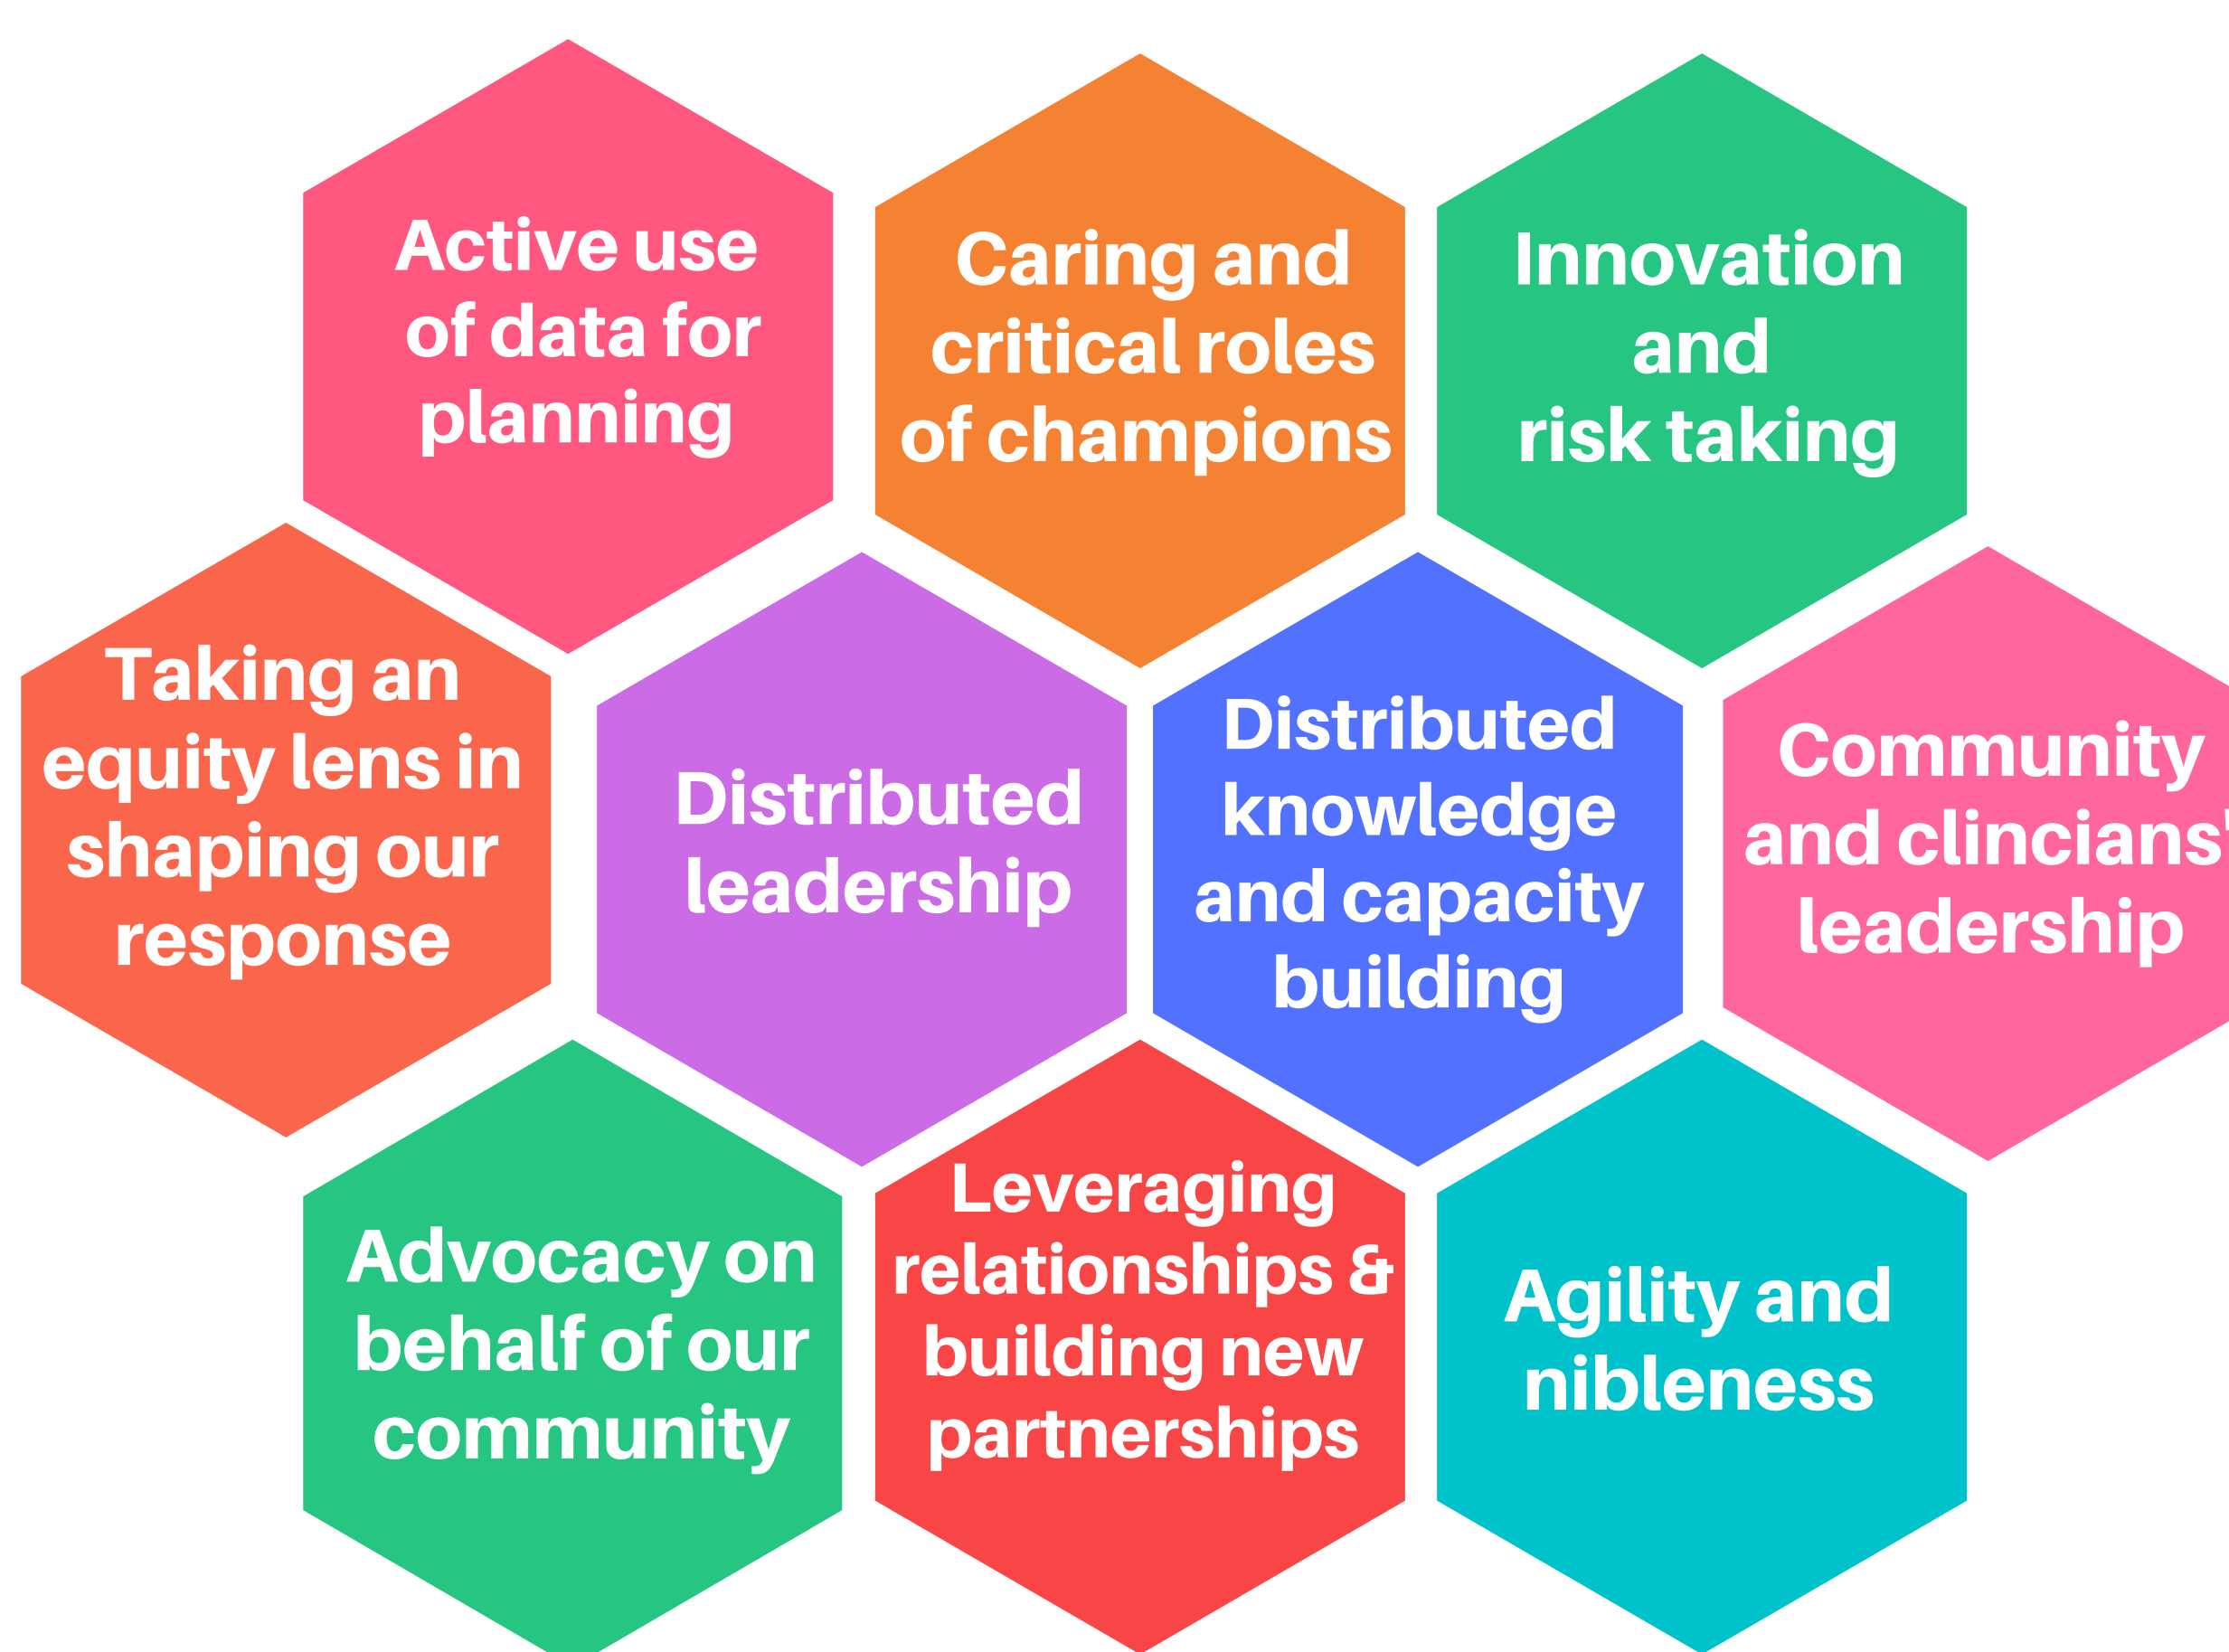 Active use
of data for
planning
Caring and
critical roles
of champions
Innovation
and
risk taking
Taking an
equity lens in
shaping our
response
Distributed
leadership
Distributed
knowledge
and capacity
building
Community
and clincians'
leadership
Advocacy on
behalf of our
community
Leveraging
relationships &
building new
partnerships
Agility and
nibleness